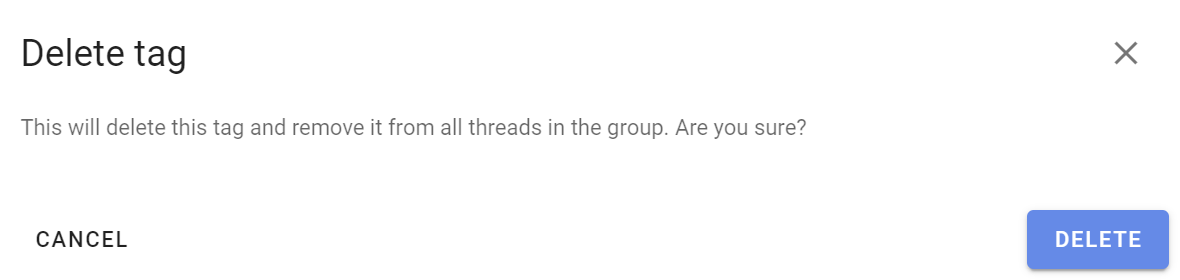 Delete tag
This will delete this tag and remove it from all threads in the group. Are you sure?
CANCEL
DELETE